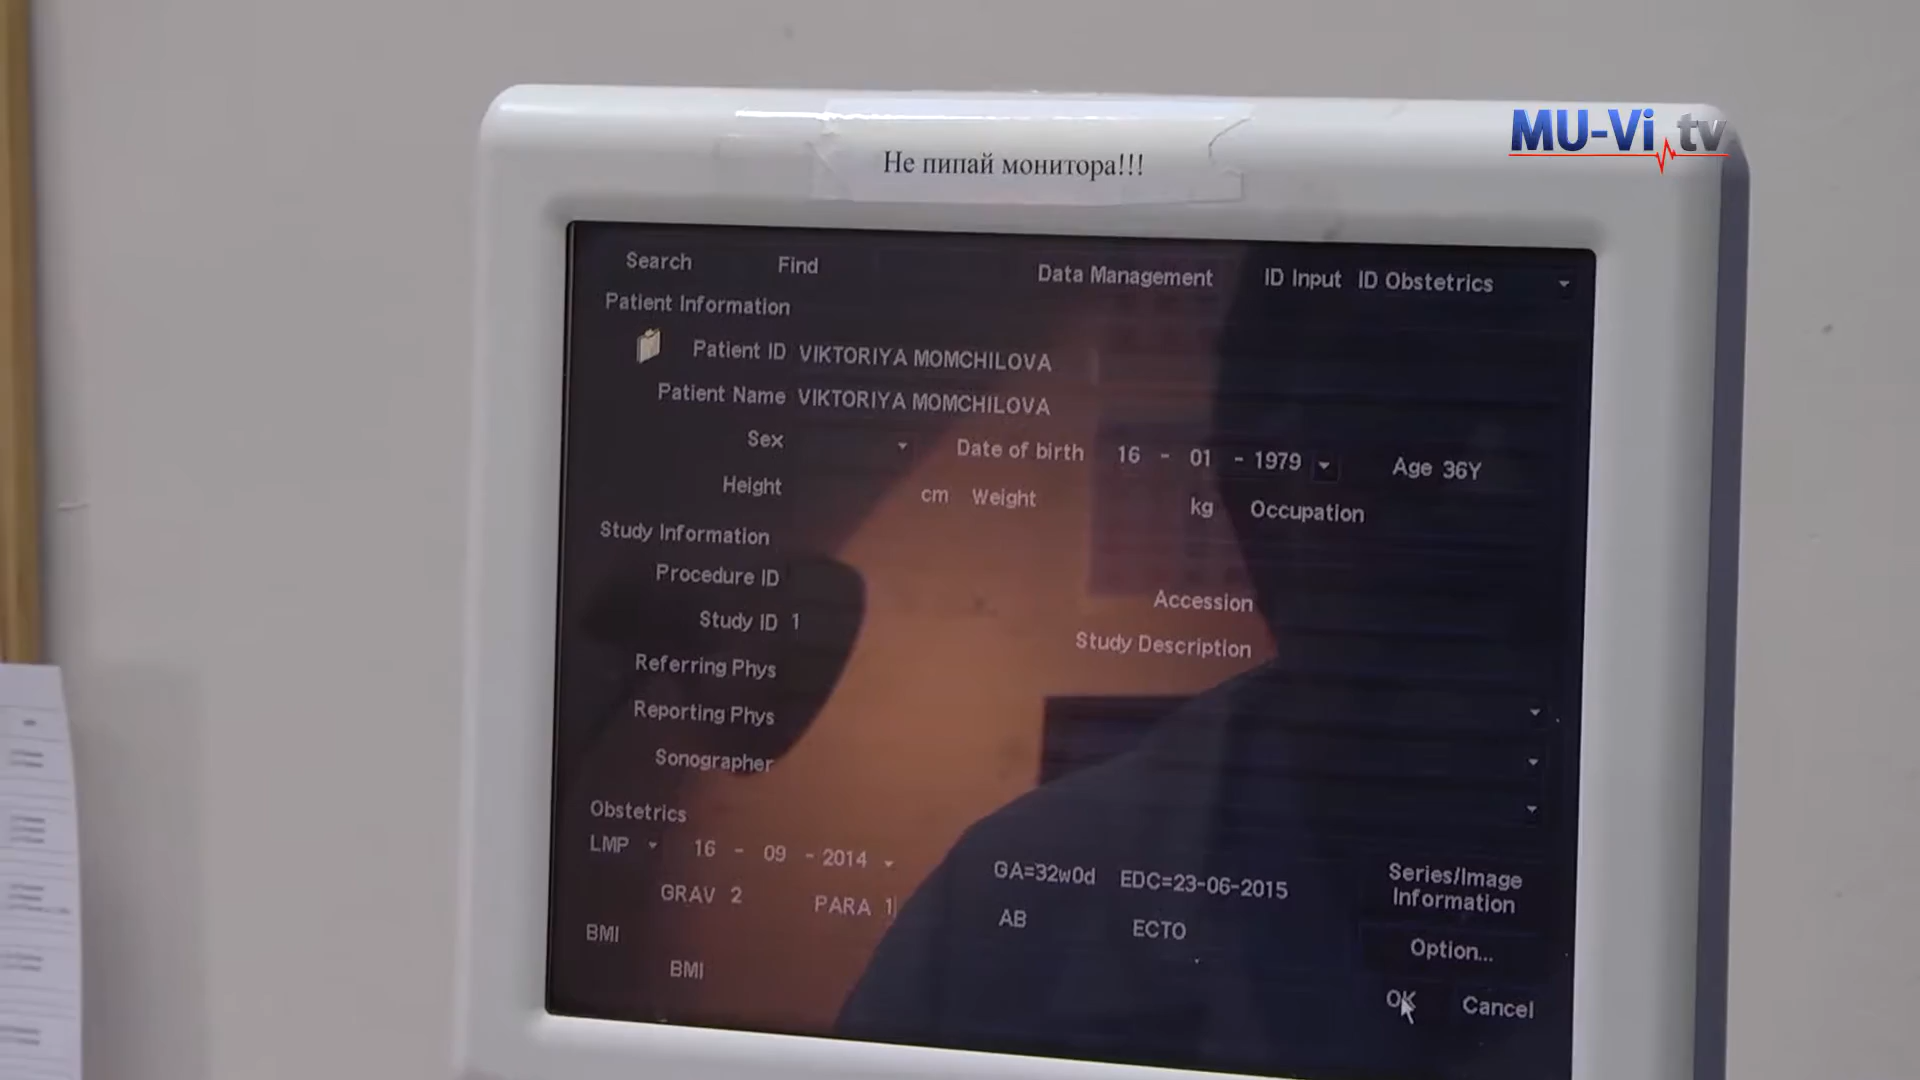 MU-Vi tv
Не пипай монитора!!!
Search Find Data Management ID Input ID Obstetrics
Patient Information
Patient ID VIKTORIYA MOMCHILOVA
Patient Name VIKTORIYA MOMCHILOVA
Sex Date of birth 16 - 01 - 1979 Age 36Y
Height cm Weight kg Occupation
Study Information
Procedure ID
Accession
Study ID 1
Study Description
Referring Phys
Reporting Phys
Sonographer
Obstetrics
LMP 16 - 09 - 2014 GA=32w0d EDC=23-06-2015
GRAV 2 PARA 1 AB ECTO
BMI
BMI
Series/Image
Information
Option...
OK Cancel